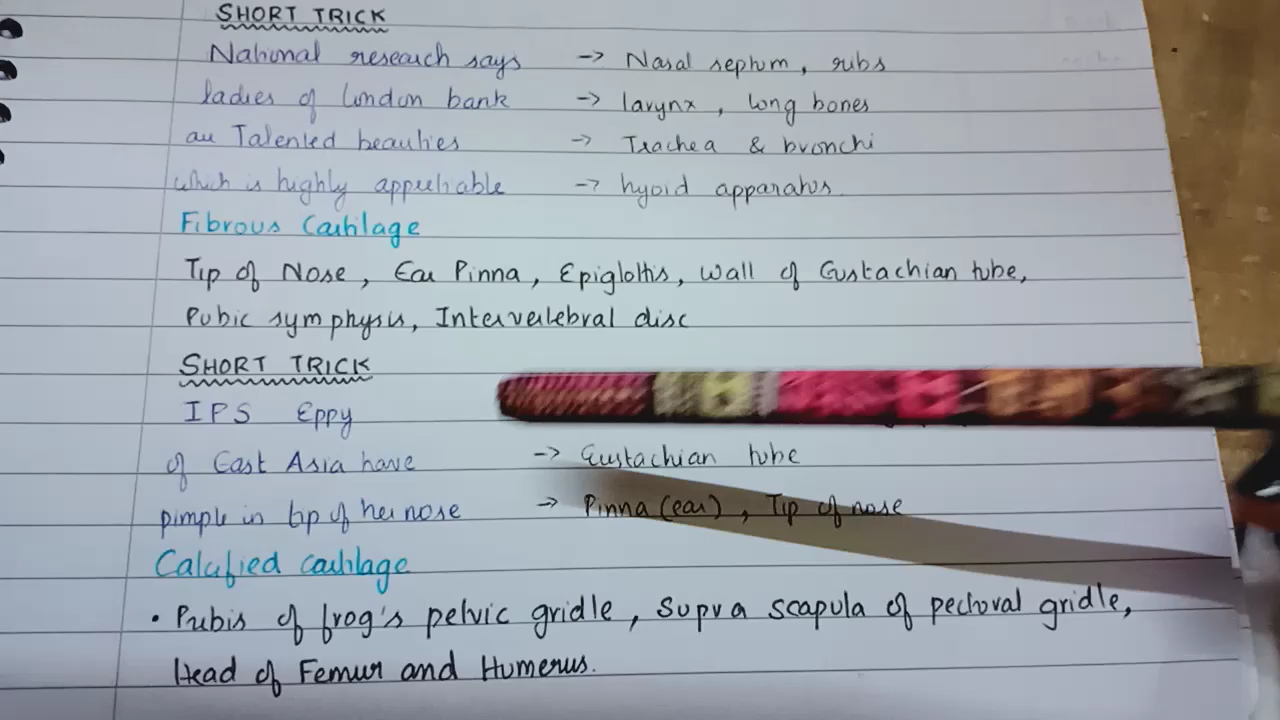 SHORT TRICK
National research says → Nasal septum, ribs
ladies of london bank → larynx, long bones
are Talented beauties → Trachea & bronchi
which is highly appreliable → hyoid apparatus.
Fibrous Cartilage
Tip of Nose, Ear Pinna, Epiglottis, Wall of Eustachian tube,
Pubic symphysis, Intervertebral disc
SHORT TRICK
IPS Eppy
of East Asia have → Eustachian tube
pimple in tip of her nose → Pinna (ear), Tip of nose
Calcified cartilage
• Pubis of frog's pelvic gridle, Supra scapula of pectoral gridle,
Head of Femur and Humerus.